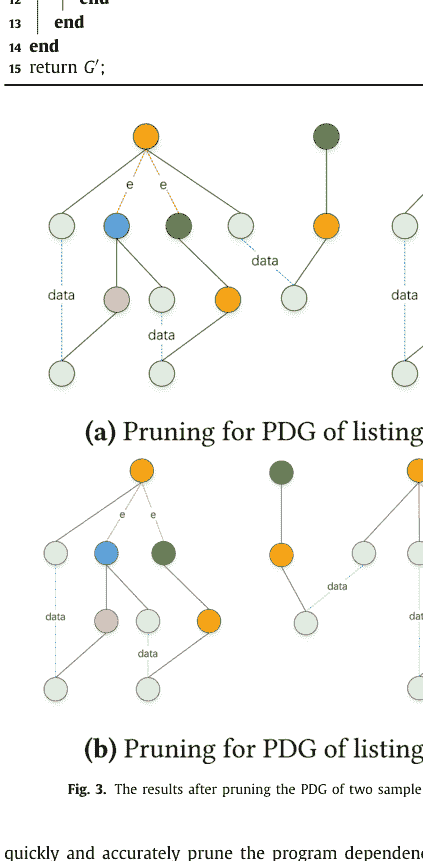 12 end
13 end
14 end
15 return G′;
e e
data
data
data
data
(a) Pruning for PDG of listing
e e
data
data
data
(b) Pruning for PDG of listing
Fig. 3. The results after pruning the PDG of two sample
quickly and accurately prune the program